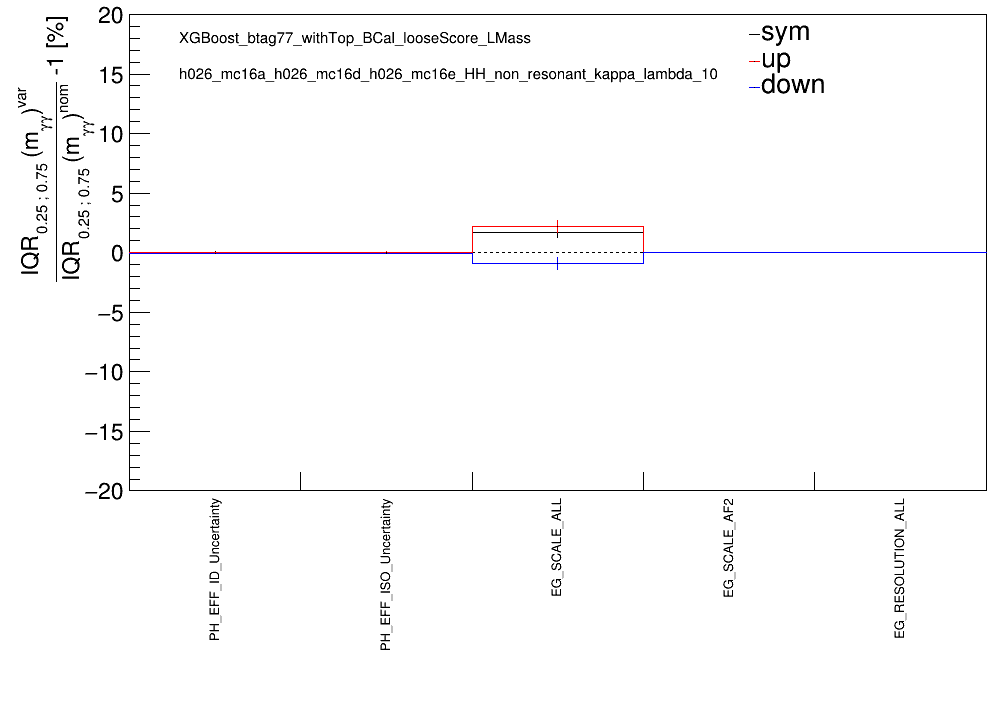 IQR0.25 ; 0.75 (mγγ)var
IQR0.25 ; 0.75 (mγγ)nom -1 [%]
XGBoost_btag77_withTop_BCal_looseScore_LMass
h026_mc16a_h026_mc16d_h026_mc16e_HH_non_resonant_kappa_lambda_10
sym
up
down
20
15
10
5
0
−5
−10
−15
−20
PH_EFF_ID_Uncertainty
PH_EFF_ISO_Uncertainty
EG_SCALE_ALL
EG_SCALE_AF2
EG_RESOLUTION_ALL